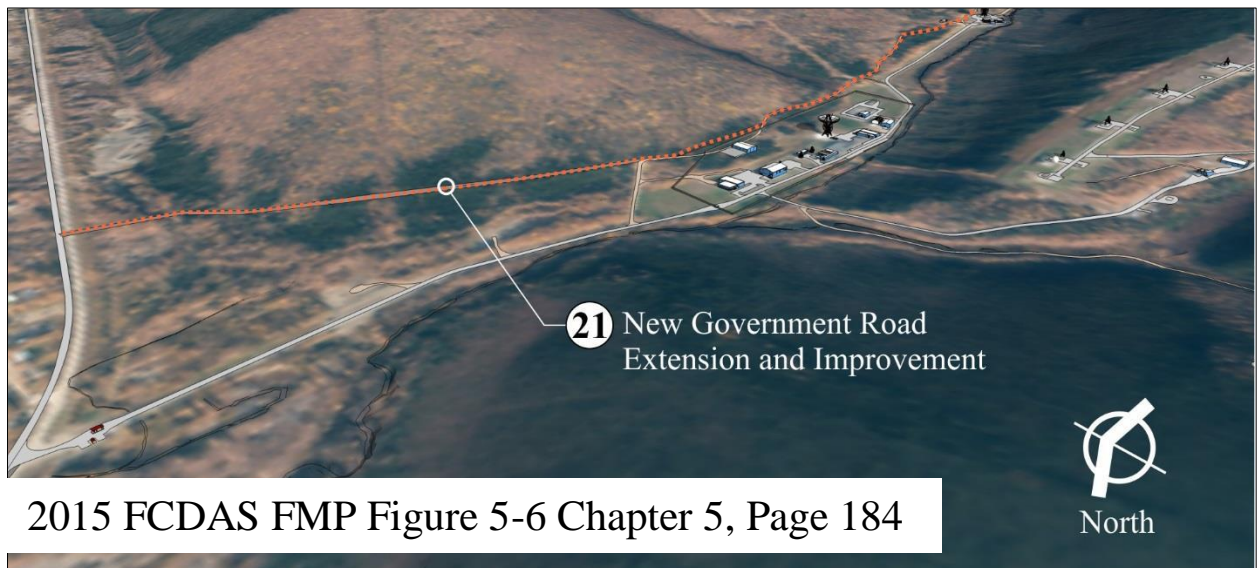 21 New Government Road
Extension and Improvement
North
2015 FCDAS FMP Figure 5-6 Chapter 5, Page 184